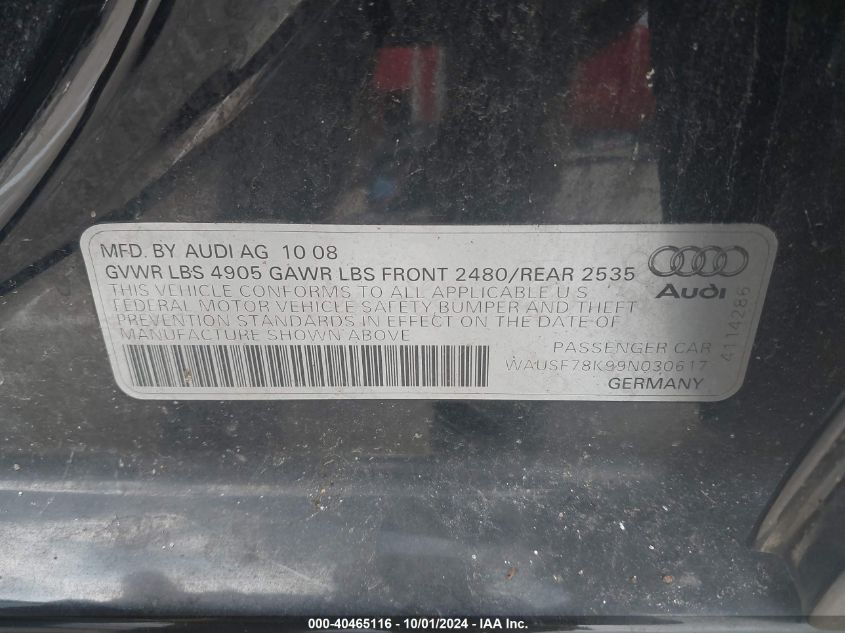 MFD. BY AUDI AG 10 08
GVWR LBS 4905 GAWR LBS FRONT 2480/REAR 2535
THIS VEHICLE CONFORMS TO ALL APPLICABLE U S
FEDERAL MOTOR VEHICLE SAFETY BUMPER AND THEFT
PREVENTION STANDARDS IN EFFECT ON THE DATE OF
MANUFACTURE SHOWN ABOVE
Audi
4114286
PASSENGER CAR
WAUSF78K99N030617
GERMANY
000-40465116 - 10/01/2024 - IAA Inc.